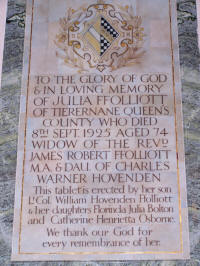 TO THE GLORY OF GOD
& IN LOVING MEMORY
OF JULIA FFOLLIOTT
OF TIERERNANE QUEENS
COUNTY WHO DIED
8TH SEPT. 1925 AGED 74
WIDOW OF THE REVD
JAMES ROBERT FFOLLIOTT
M.A. & DAU. OF CHARLES
WARNER HOVENDEN
This tablet is erected by her son
Lt Col. William Hovenden ffolliott
& her daughters Florinda Julia Bolton
and Catherine Henrietta Osborne.
We thank our God for
every remembrance of her.